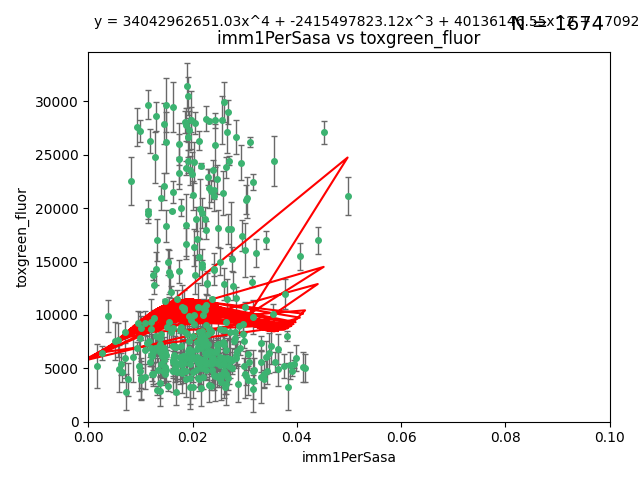 y = 34042962651.03x^4 + -2415497823.12x^3 + 40136146.55x^2 +
N = 1674
imm1PerSasa vs toxgreen_fluor
30000
25000
20000
15000
10000
5000
0
toxgreen_fluor
0.00 0.02 0.04 0.06 0.08 0.10
imm1PerSasa